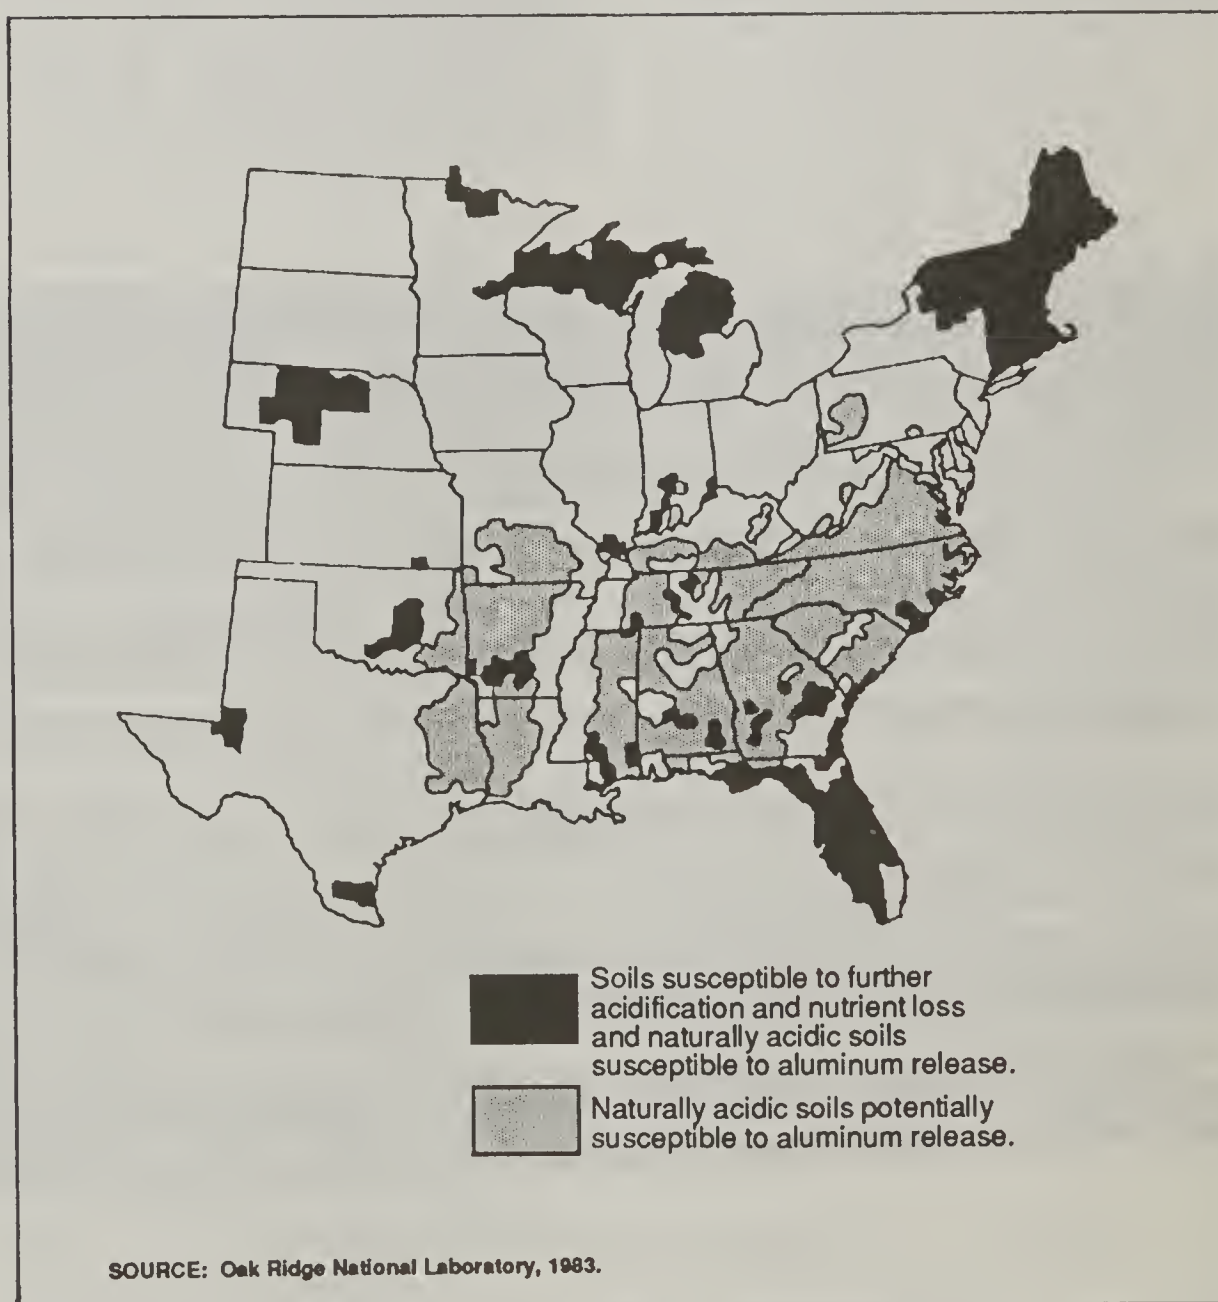 Soils susceptible to further
acidification and nutrient loss
and naturally acidic soils
susceptible to aluminum release.
Naturally acidic soils potentially
susceptible to aluminum release.
SOURCE: Oak Ridge National Laboratory, 1983.